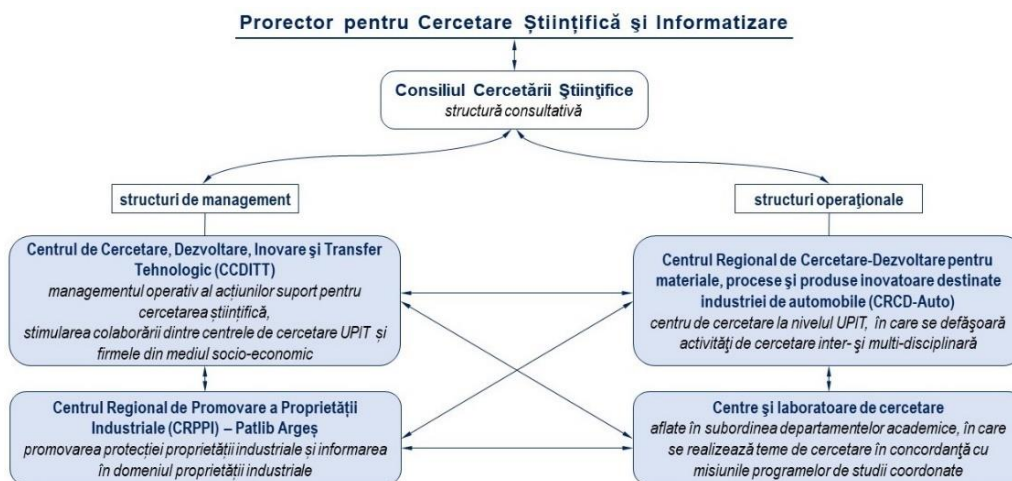 Prorector pentru Cercetare Științifică şi Informatizare
Consiliul Cercetării Ştiinţifice
structură consultativă
structuri de management
structuri operaţionale
Centrul de Cercetare, Dezvoltare, Inovare şi Transfer
Tehnologic (CCDITT)
managementul operativ al acțiunilor suport pentru
cercetarea științifică,
stimularea colaborării dintre centrele de cercetare UPIT și
firmele din mediul socio-economic
Centrul Regional de Cercetare-Dezvoltare pentru
materiale, procese şi produse inovatoare destinate
industriei de automobile (CRCD-Auto)
centru de cercetare la nivelul UPIT, în care se defăşoară
activităţi de cercetare inter- şi multi-disciplinară
Centrul Regional de Promovare a Proprietății
Industriale (CRPPI) – Patlib Argeș
promovarea protecției proprietății industriale și informarea
în domeniul proprietății industriale
Centre şi laboratoare de cercetare
aflate în subordinea departamentelor academice, în care
se realizează teme de cercetare în concordanţă cu
misiunile programelor de studii coordonate